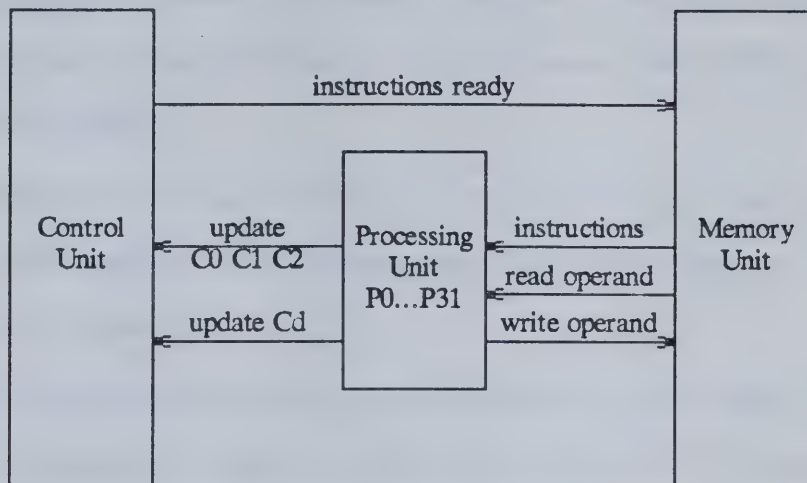 instructions ready
Control
Unit
update
C0 C1 C2
update Cd
Processing
Unit
P0...P31
instructions
read operand
write operand
Memory
Unit